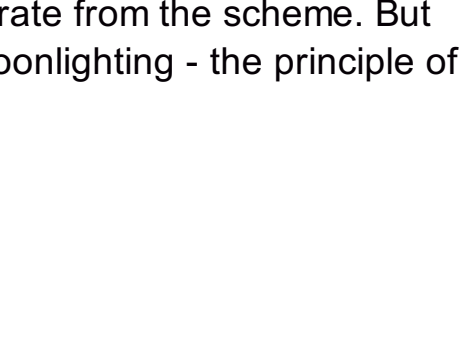 rate from the scheme. But
oonlighting - the principle of